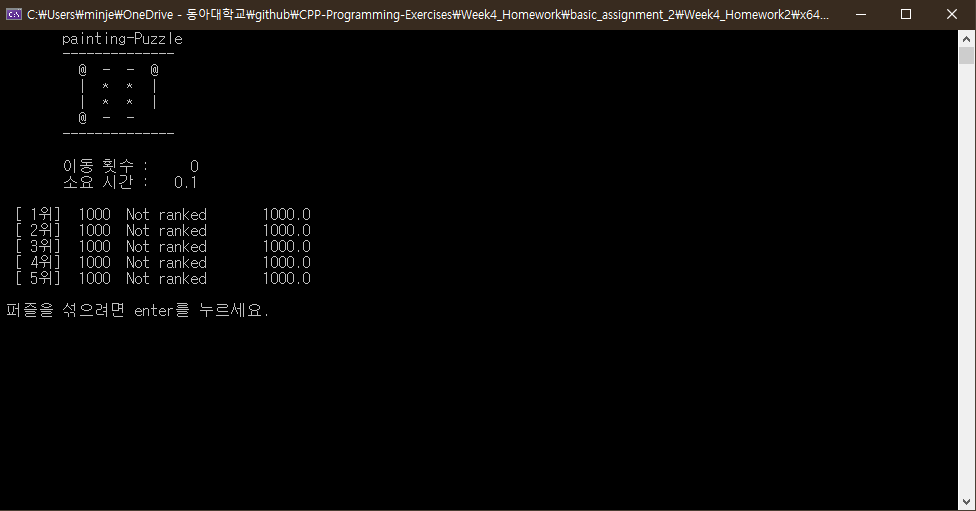 C:₩Users₩minje₩OneDrive - 동아대학교₩github₩CPP-Programming-Exercises₩Week4_Homework₩basic_assignment_2₩Week4_Homework2₩x64...
painting-Puzzle
--------------
@ - - @
| * * |
| * * |
@ - -
--------------
이동 횟수 : 0
소요 시간 : 0.1
[ 1위] 1000 Not ranked 1000.0
[ 2위] 1000 Not ranked 1000.0
[ 3위] 1000 Not ranked 1000.0
[ 4위] 1000 Not ranked 1000.0
[ 5위] 1000 Not ranked 1000.0
퍼즐을 섞으려면 enter를 누르세요.